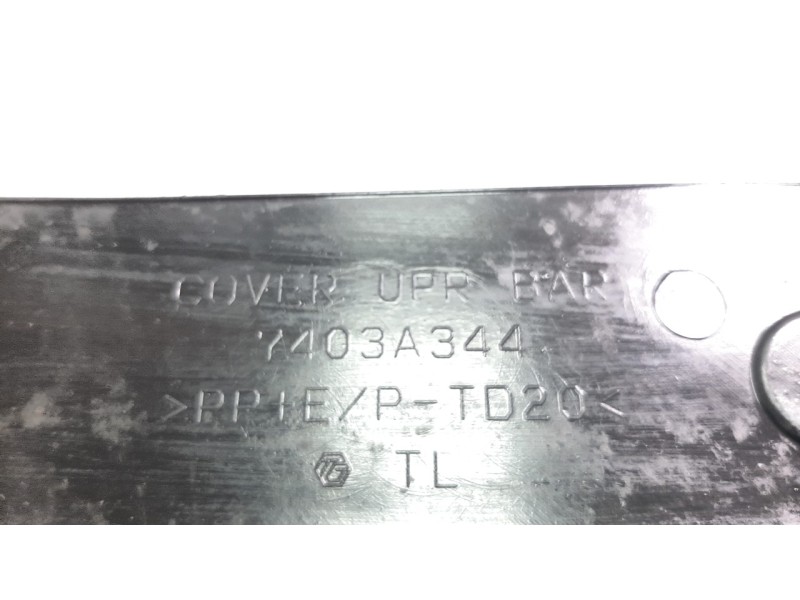 COVER UPR BAR
7403A344
>PP+E/P-TD20<
TL